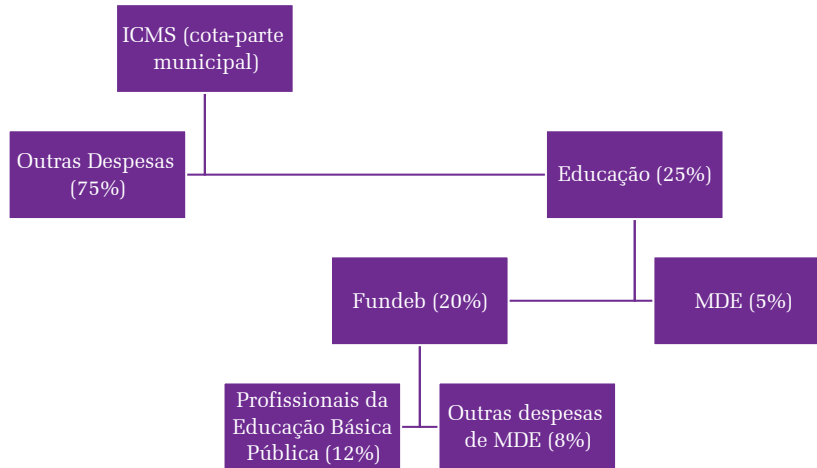 ICMS (cota-parte
municipal)
Outras Despesas
(75%)
Educação (25%)
Fundeb (20%)
MDE (5%)
Profissionais da
Educação Básica
Pública (12%)
Outras despesas
de MDE (8%)